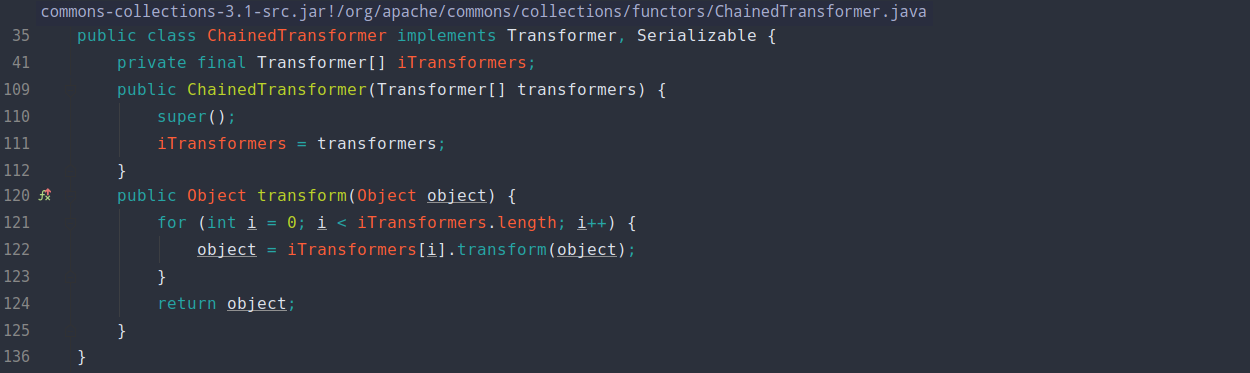 commons-collections-3.1-src.jar!/org/apache/commons/collections/functors/ChainedTransformer.java
35 public class ChainedTransformer implements Transformer, Serializable {
41 private final Transformer[] iTransformers;
109 public ChainedTransformer(Transformer[] transformers) {
110 super();
111 iTransformers = transformers;
112 }
120 public Object transform(Object object) {
121 for (int i = 0; i < iTransformers.length; i++) {
122 object = iTransformers[i].transform(object);
123 }
124 return object;
125 }
136 }